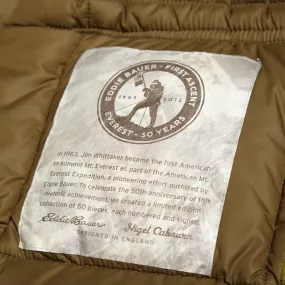 EDDIE BAUER · FIRST ASCENT
1963 2013
EVEREST · 50 YEARS
In 1963, Jim Whittaker became the first American
to summit Mt. Everest as part of the American Mt.
Everest Expedition, a pioneering effort outfitted by
Eddie Bauer. To celebrate the 50th anniversary of this
historic achievement, we created a limited edition
collection of 50 pieces, each numbered and signed.
Eddie Bauer Nigel Cabourn
DESIGNED IN ENGLAND